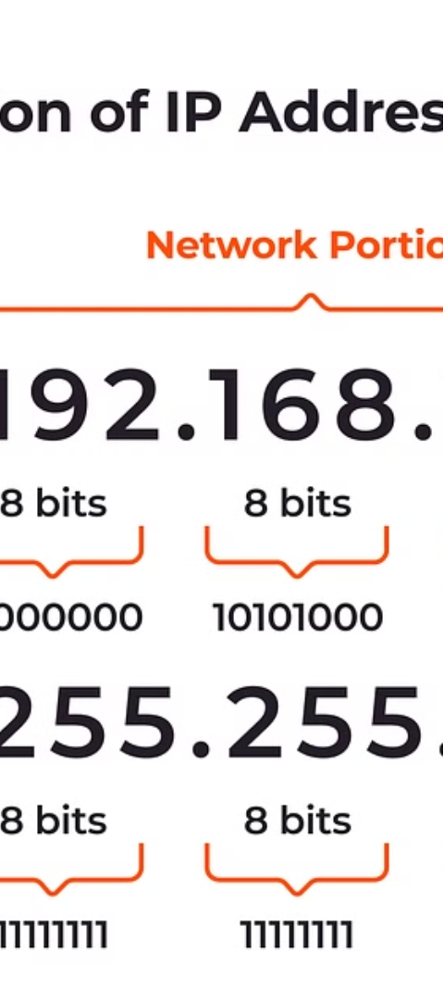 on of IP Addres
Network Portio
192.168.
8 bits 8 bits
000000 10101000
255.255.
8 bits 8 bits
11111111 11111111